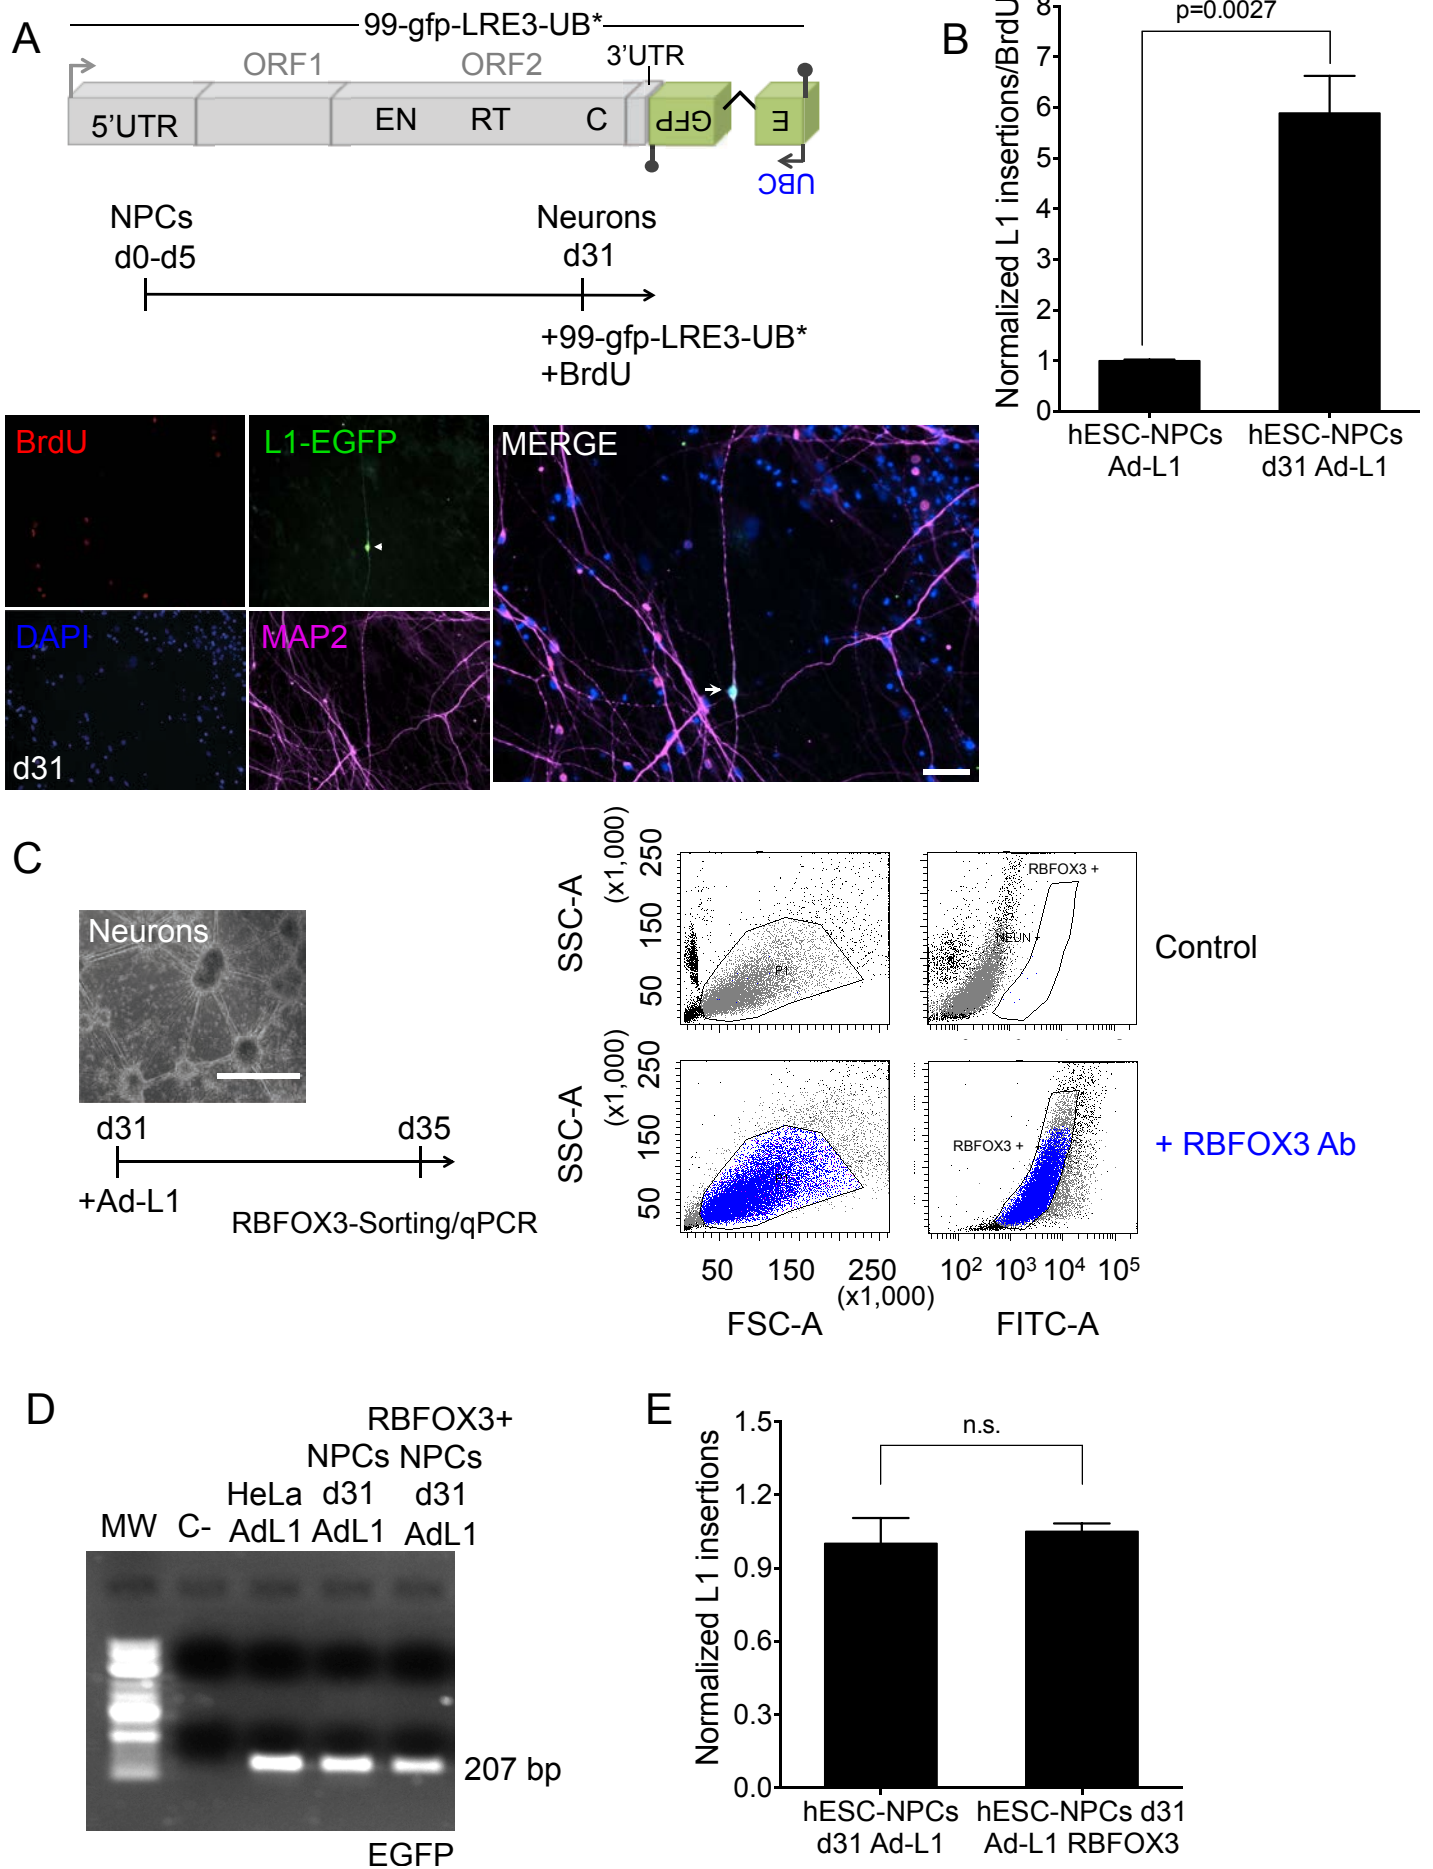 A
99-gfp-LRE3-UB*
ORF1
ORF2
3’UTR
5’UTR
EN
RT
C
GFP
E
UBC
NPCs
d0-d5
Neurons
d31
+99-gfp-LRE3-UB*
+BrdU
BrdU
L1-EGFP
MERGE
DAPI
MAP2
d31
B
Normalized L1 insertions/BrdU
8
7
6
5
4
3
2
1
0
p=0.0027
hESC-NPCs
Ad-L1
hESC-NPCs
d31 Ad-L1
C
Neurons
d31
d35
+Ad-L1
RBFOX3-Sorting/qPCR
SSC-A
(x1,000)
50 150 250
P1
RBFOX3 +
NEUN +
Control
SSC-A
(x1,000)
50 150 250
RBFOX3 +
+ RBFOX3 Ab
50 150 250
(x1,000)
FSC-A
10² 10³ 10⁴ 10⁵
FITC-A
D
MW
C-
HeLa
AdL1
NPCs
d31
AdL1
RBFOX3+
NPCs
d31
AdL1
207 bp
EGFP
E
Normalized L1 insertions
1.5
1.2
0.9
0.6
0.3
0.0
n.s.
hESC-NPCs
d31 Ad-L1
hESC-NPCs d31
Ad-L1 RBFOX3